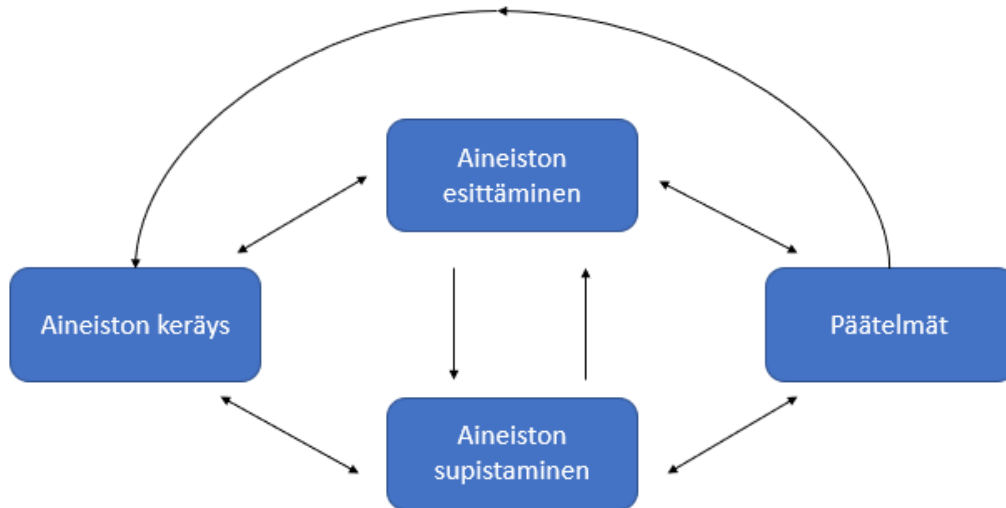 Aineiston
esittäminen
Aineiston keräys
Päätelmät
Aineiston
supistaminen